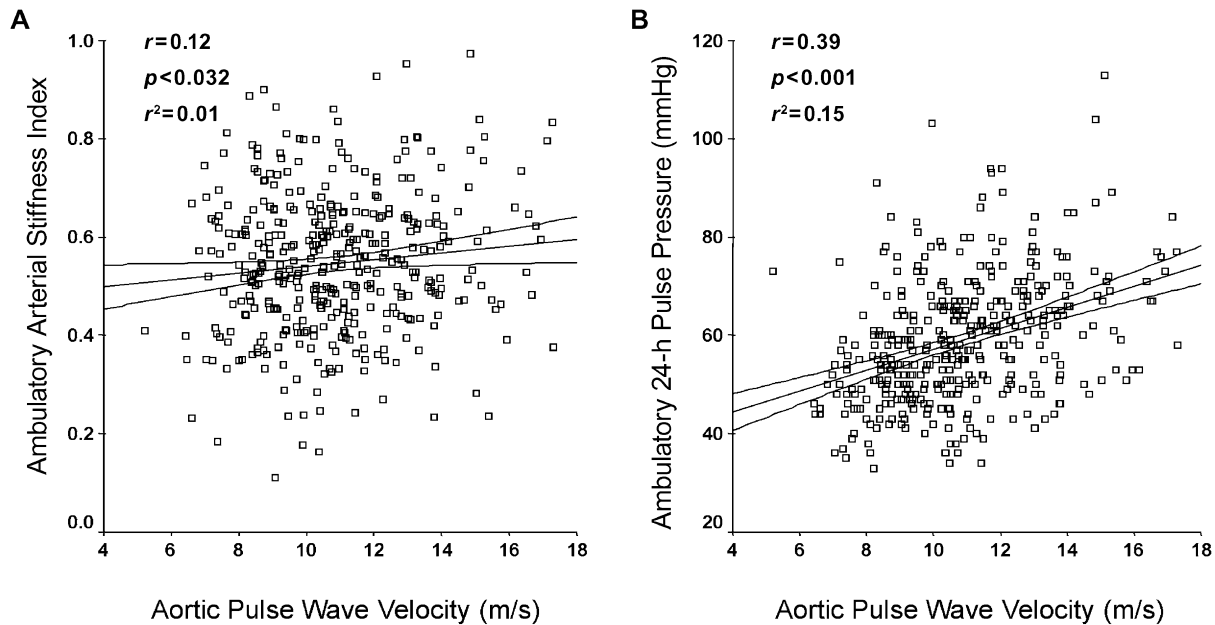 A
r=0.12
p<0.032
r²=0.01
1.0
0.8
0.6
0.4
0.2
0.0
4 6 8 10 12 14 16 18
Ambulatory Arterial Stiffness Index
Aortic Pulse Wave Velocity (m/s)
B
r=0.39
p<0.001
r²=0.15
120
100
80
60
40
20
4 6 8 10 12 14 16 18
Ambulatory 24-h Pulse Pressure (mmHg)
Aortic Pulse Wave Velocity (m/s)